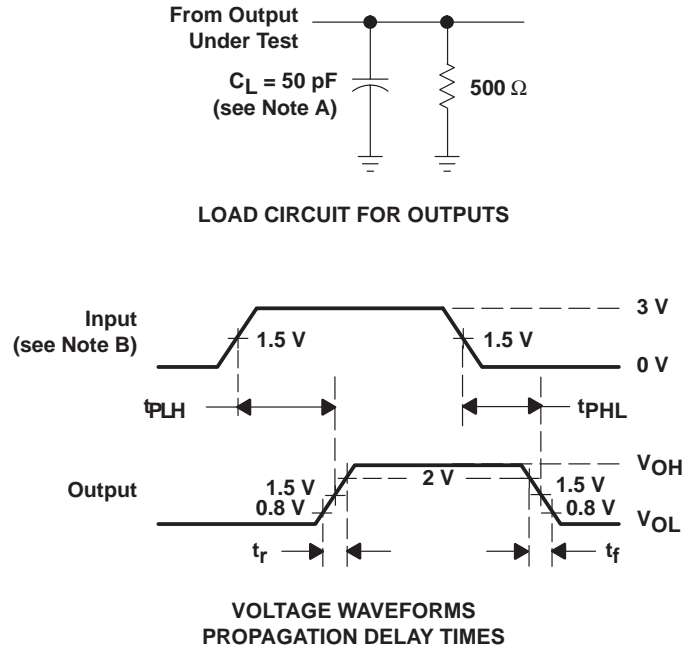 From Output
Under Test
CL = 50 pF
(see Note A)
500 Ω
LOAD CIRCUIT FOR OUTPUTS
Input
(see Note B)
1.5 V
1.5 V
3 V
0 V
tPLH
tPHL
Output
1.5 V
0.8 V
2 V
1.5 V
0.8 V
VOH
VOL
tr
tf
VOLTAGE WAVEFORMS
PROPAGATION DELAY TIMES